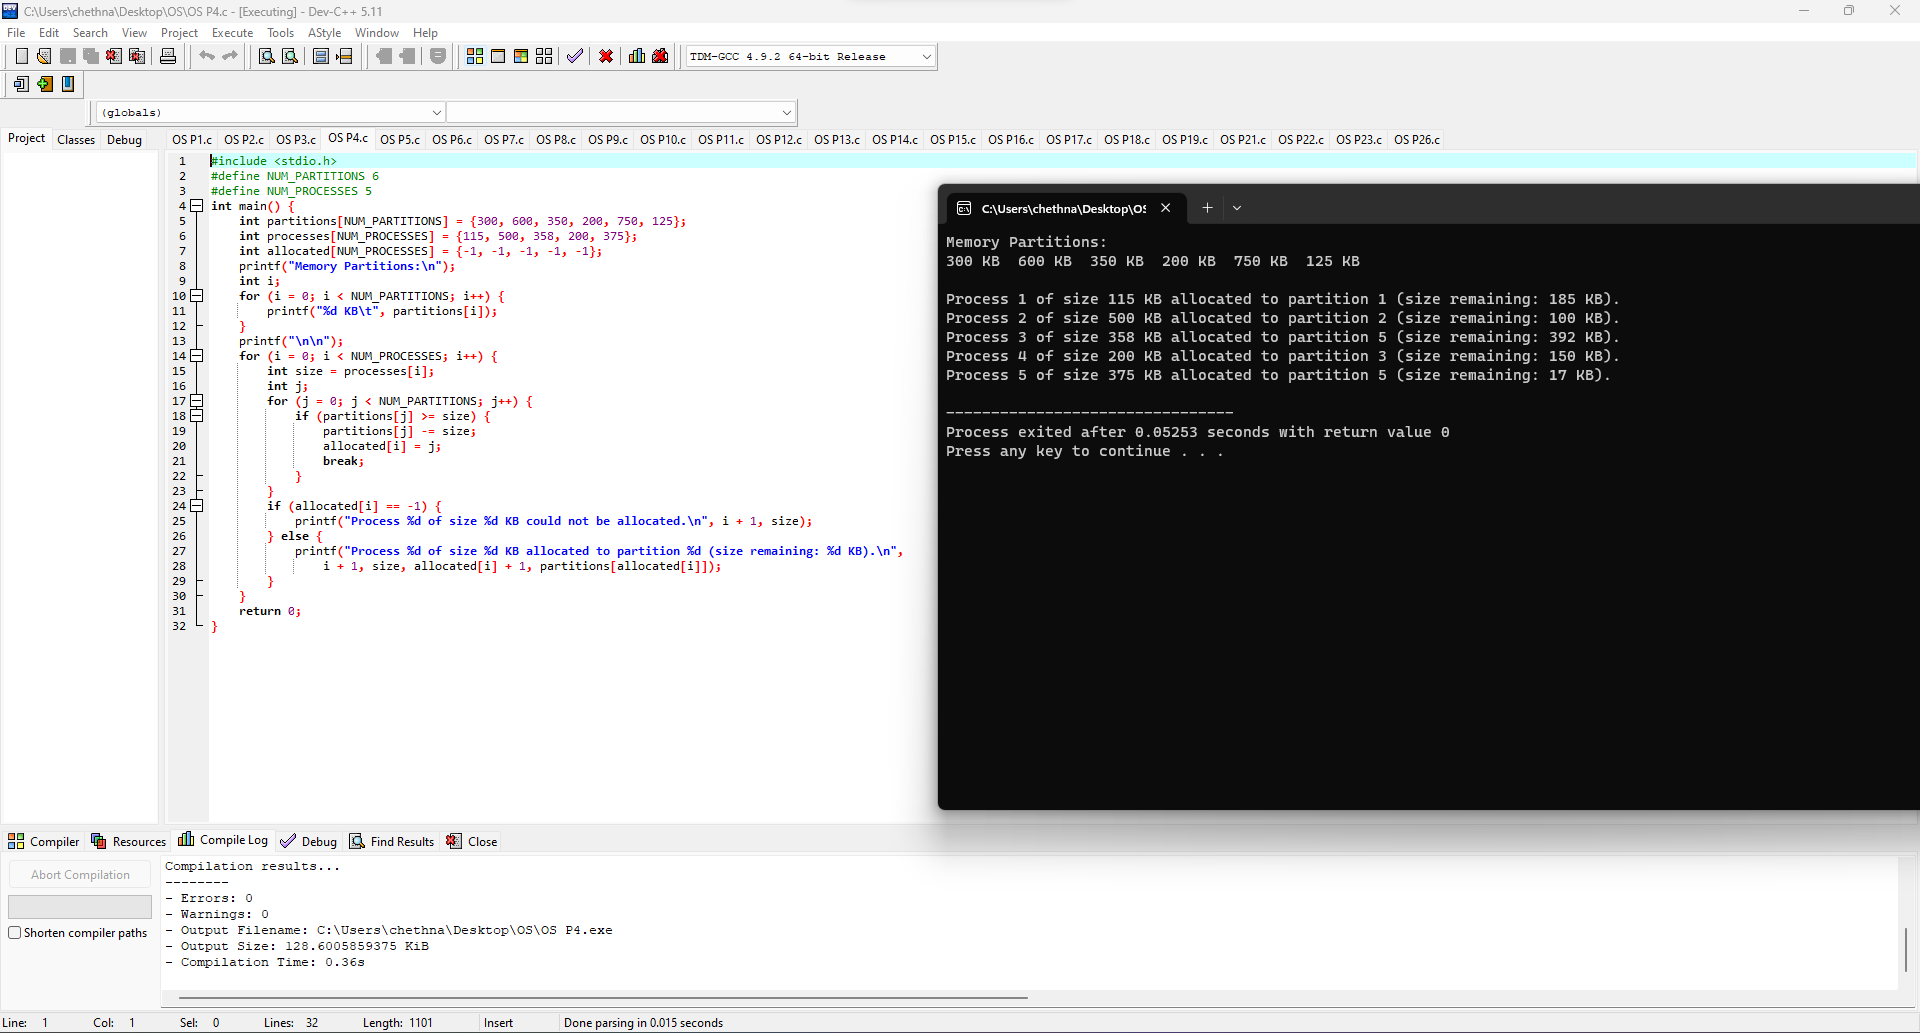 C:\Users\chethna\Desktop\OS\OS P4.c - [Executing] - Dev-C++ 5.11
File Edit Search View Project Execute Tools AStyle Window Help
TDM-GCC 4.9.2 64-bit Release
(globals)
Project Classes Debug
OS P1.c OS P2.c OS P3.c OS P4.c OS P5.c OS P6.c OS P7.c OS P8.c OS P9.c OS P10.c OS P11.c OS P12.c OS P13.c OS P14.c OS P15.c OS P16.c OS P17.c OS P18.c OS P19.c OS P21.c OS P22.c OS P23.c OS P26.c
1 #include <stdio.h>
2 #define NUM_PARTITIONS 6
3 #define NUM_PROCESSES 5
4 int main() {
5 int partitions[NUM_PARTITIONS] = {300, 600, 350, 200, 750, 125};
6 int processes[NUM_PROCESSES] = {115, 500, 358, 200, 375};
7 int allocated[NUM_PROCESSES] = {-1, -1, -1, -1, -1};
8 printf("Memory Partitions:\n");
9 int i;
10 for (i = 0; i < NUM_PARTITIONS; i++) {
11 printf("%d KB\t", partitions[i]);
12 }
13 printf("\n\n");
14 for (i = 0; i < NUM_PROCESSES; i++) {
15 int size = processes[i];
16 int j;
17 for (j = 0; j < NUM_PARTITIONS; j++) {
18 if (partitions[j] >= size) {
19 partitions[j] -= size;
20 allocated[i] = j;
21 break;
22 }
23 }
24 if (allocated[i] == -1) {
25 printf("Process %d of size %d KB could not be allocated.\n", i + 1, size);
26 } else {
27 printf("Process %d of size %d KB allocated to partition %d (size remaining: %d KB).\n",
28 i + 1, size, allocated[i] + 1, partitions[allocated[i]]);
29 }
30 }
31 return 0;
32 }
C:\Users\chethna\Desktop\OS
Memory Partitions:
300 KB 600 KB 350 KB 200 KB 750 KB 125 KB
Process 1 of size 115 KB allocated to partition 1 (size remaining: 185 KB).
Process 2 of size 500 KB allocated to partition 2 (size remaining: 100 KB).
Process 3 of size 358 KB allocated to partition 5 (size remaining: 392 KB).
Process 4 of size 200 KB allocated to partition 3 (size remaining: 150 KB).
Process 5 of size 375 KB allocated to partition 5 (size remaining: 17 KB).
--------------------------------
Process exited after 0.05253 seconds with return value 0
Press any key to continue . . .
Compiler Resources Compile Log Debug Find Results Close
Abort Compilation
Shorten compiler paths
Compilation results...
--------
- Errors: 0
- Warnings: 0
- Output Filename: C:\Users\chethna\Desktop\OS\OS P4.exe
- Output Size: 128.6005859375 KiB
- Compilation Time: 0.36s
Line: 1 Col: 1 Sel: 0 Lines: 32 Length: 1101 Insert Done parsing in 0.015 seconds